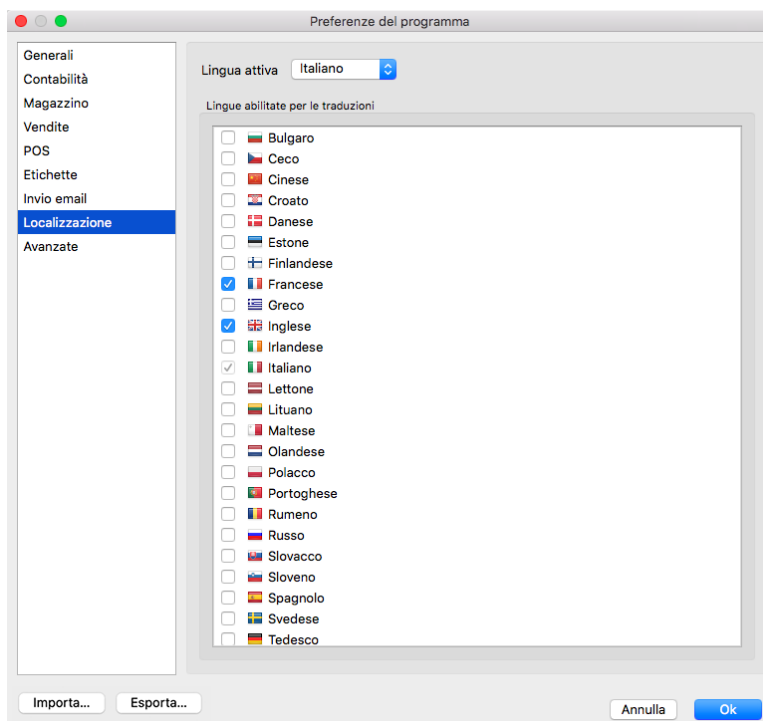 Preferenze del programma
Generali
Contabilità
Magazzino
Vendite
POS
Etichette
Invio email
Localizzazione
Avanzate
Lingua attiva Italiano
Lingue abilitate per le traduzioni
Bulgaro
Ceco
Cinese
Croato
Danese
Estone
Finlandese
Francese
Greco
Inglese
Irlandese
Italiano
Lettone
Lituano
Maltese
Olandese
Polacco
Portoghese
Rumeno
Russo
Slovacco
Sloveno
Spagnolo
Svedese
Tedesco
Importa... Esporta...
Annulla Ok